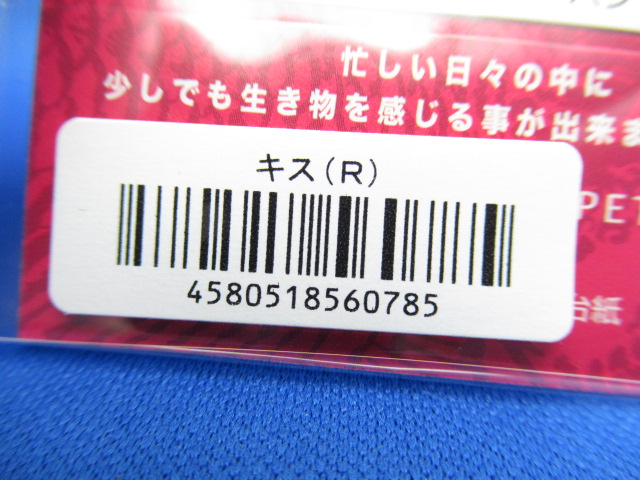 忙しい日々の中に
少しでも生き物を感じる事が出来ま
キス(R)
PET
4580518560785
台紙